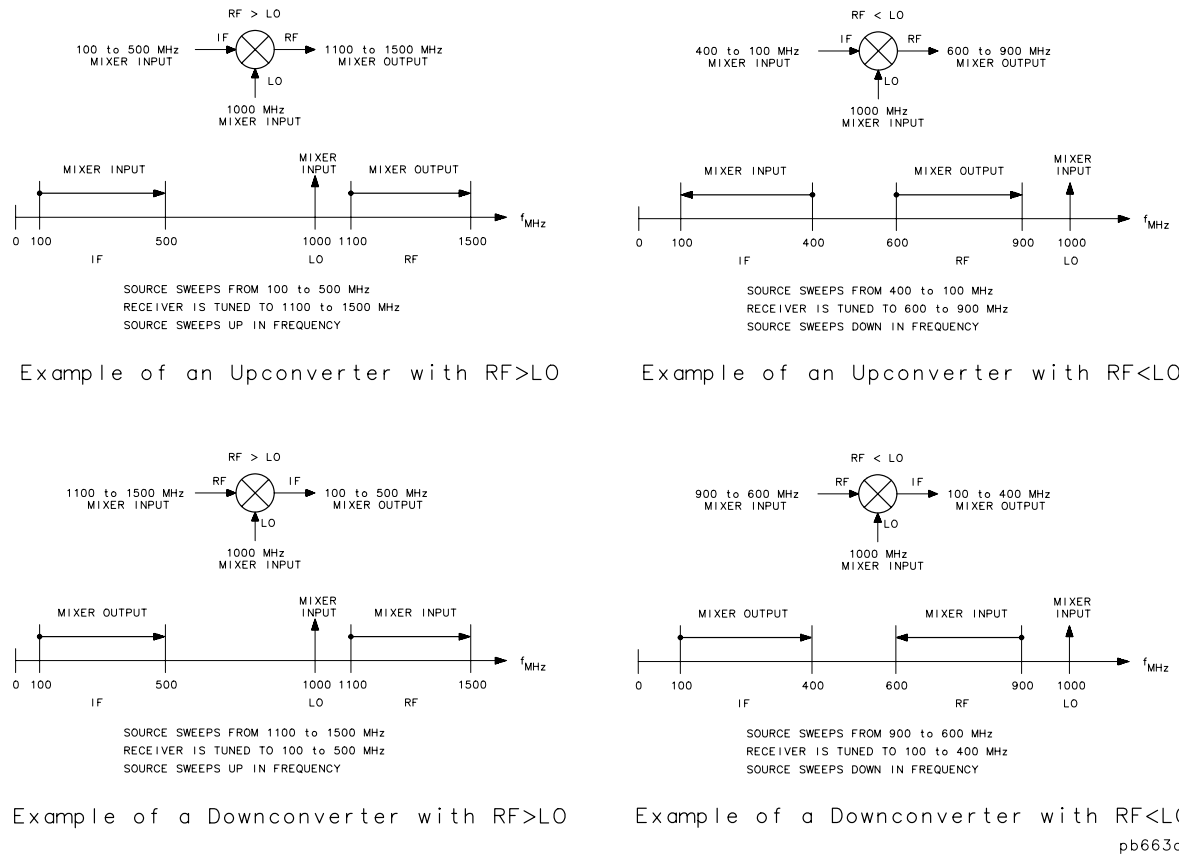 RF > LO
100 to 500 MHz
MIXER INPUT
IF
RF
1100 to 1500 MHz
MIXER OUTPUT
LO
1000 MHz
MIXER INPUT
MIXER INPUT
MIXER
INPUT
MIXER OUTPUT
fMHz
0 100 500 1000 1100 1500
IF LO RF
SOURCE SWEEPS FROM 100 to 500 MHz
RECEIVER IS TUNED TO 1100 to 1500 MHz
SOURCE SWEEPS UP IN FREQUENCY
Example of an Upconverter with RF>LO
RF < LO
400 to 100 MHz
MIXER INPUT
IF
RF
600 to 900 MHz
MIXER OUTPUT
LO
1000 MHz
MIXER INPUT
MIXER INPUT
MIXER OUTPUT
MIXER
INPUT
fMHz
0 100 400 600 900 1000
IF RF LO
SOURCE SWEEPS FROM 400 to 100 MHz
RECEIVER IS TUNED TO 600 to 900 MHz
SOURCE SWEEPS DOWN IN FREQUENCY
Example of an Upconverter with RF<LO
RF > LO
1100 to 1500 MHz
MIXER INPUT
RF
IF
100 to 500 MHz
MIXER OUTPUT
LO
1000 MHz
MIXER INPUT
MIXER OUTPUT
MIXER
INPUT
MIXER INPUT
fMHz
0 100 500 1000 1100 1500
IF LO RF
SOURCE SWEEPS FROM 1100 to 1500 MHz
RECEIVER IS TUNED TO 100 to 500 MHz
SOURCE SWEEPS UP IN FREQUENCY
Example of a Downconverter with RF>LO
RF < LO
900 to 600 MHz
MIXER INPUT
RF
IF
100 to 400 MHz
MIXER OUTPUT
LO
1000 MHz
MIXER INPUT
MIXER OUTPUT
MIXER INPUT
MIXER
INPUT
fMHz
0 100 400 600 900 1000
IF RF LO
SOURCE SWEEPS FROM 900 to 600 MHz
RECEIVER IS TUNED TO 100 to 400 MHz
SOURCE SWEEPS DOWN IN FREQUENCY
Example of a Downconverter with RF<LO